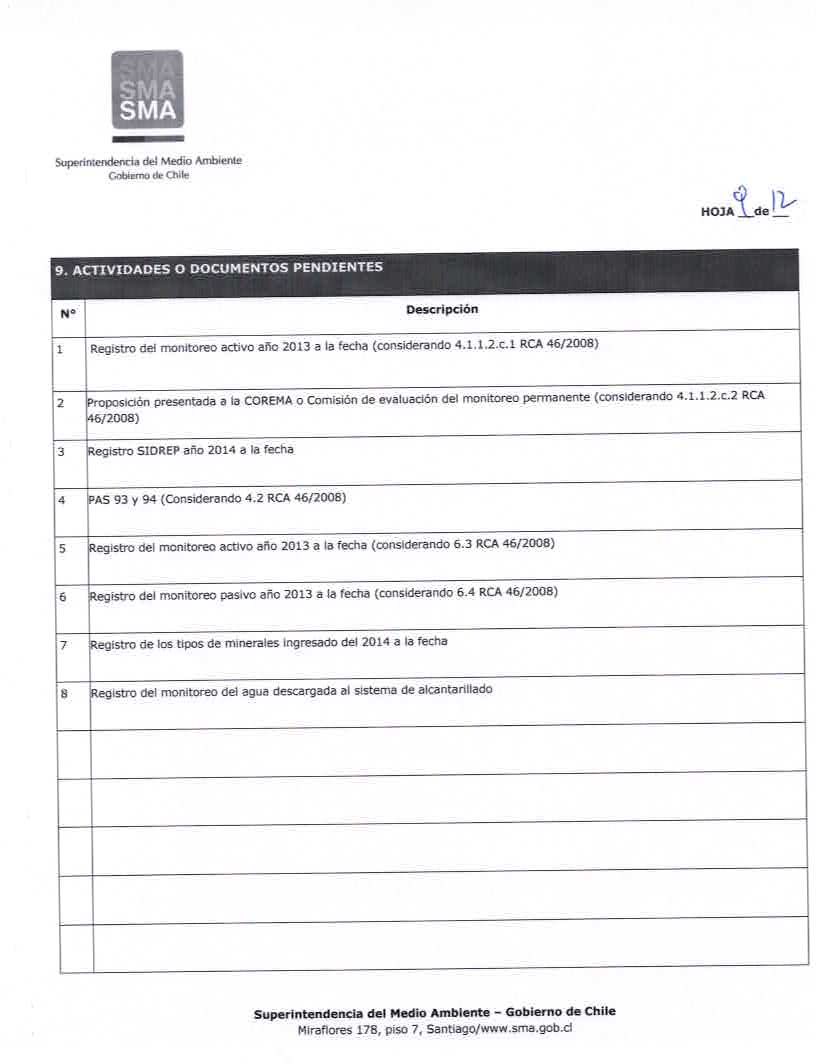 SMA
SMA
SMA
Superintendencia del Medio Ambiente
Gobierno de Chile
HOJA 9 de 12
9. ACTIVIDADES O DOCUMENTOS PENDIENTES
N° Descripción
1 Registro del monitoreo activo año 2013 a la fecha (considerando 4.1.1.2.c.1 RCA 46/2008)
2 Proposición presentada a la COREMA o Comisión de evaluación del monitoreo permanente (considerando 4.1.1.2.c.2 RCA
46/2008)
3 Registro SIDREP año 2014 a la fecha
4 PAS 93 y 94 (Considerando 4.2 RCA 46/2008)
5 Registro del monitoreo activo año 2013 a la fecha (considerando 6.3 RCA 46/2008)
6 Registro del monitoreo pasivo año 2013 a la fecha (considerando 6.4 RCA 46/2008)
7 Registro de los tipos de minerales ingresado del 2014 a la fecha
8 Registro del monitoreo del agua descargada al sistema de alcantarillado
Superintendencia del Medio Ambiente – Gobierno de Chile
Miraflores 178, piso 7, Santiago/www.sma.gob.cl